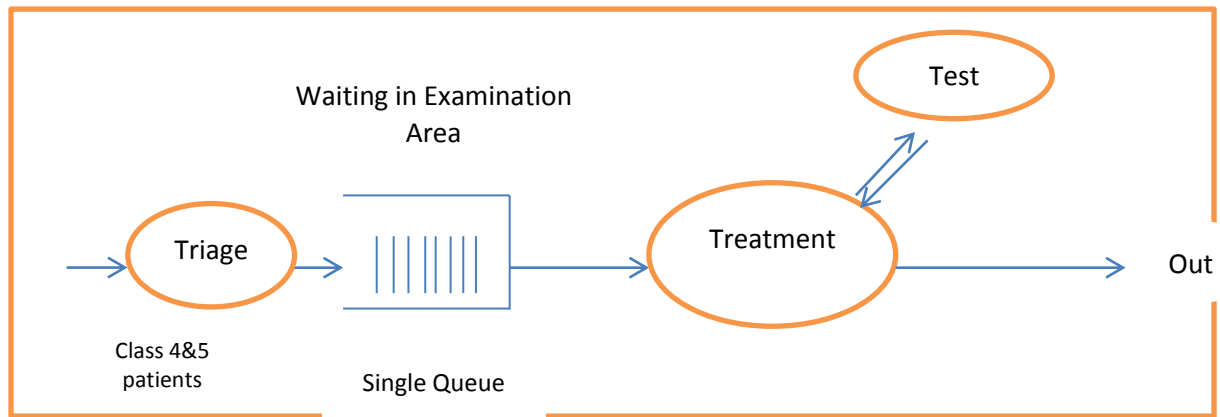 Test
Waiting in Examination
Area
Triage
Treatment
Out
Class 4&5
patients
Single Queue